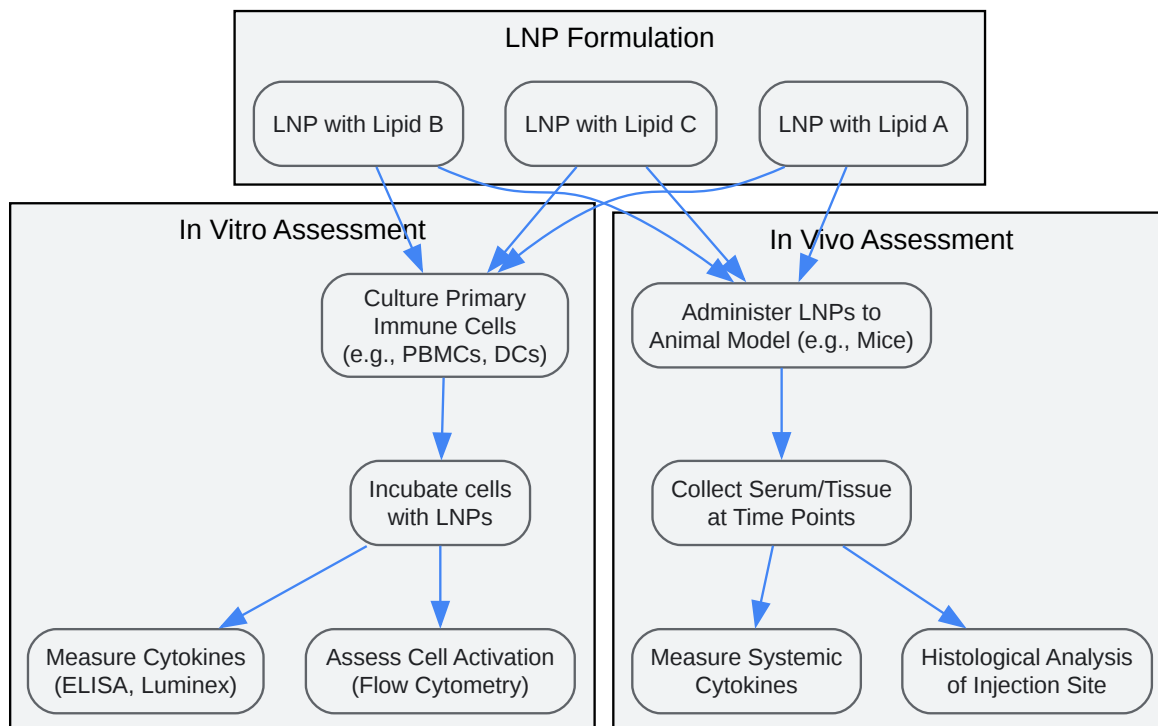 LNP Formulation
LNP with Lipid B
LNP with Lipid C
LNP with Lipid A
In Vitro Assessment
Culture Primary
Immune Cells
(e.g., PBMCs, DCs)
Incubate cells
with LNPs
Measure Cytokines
(ELISA, Luminex)
Assess Cell Activation
(Flow Cytometry)
In Vivo Assessment
Administer LNPs to
Animal Model (e.g., Mice)
Collect Serum/Tissue
at Time Points
Measure Systemic
Cytokines
Histological Analysis
of Injection Site